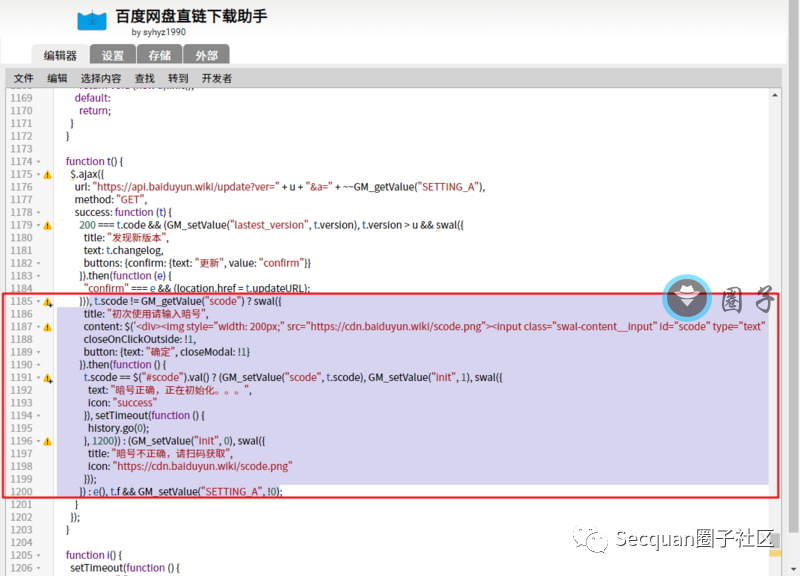 百度网盘直链下载助手
by syhyz1990
编辑器 设置 存储 外部
文件 编辑 选择内容 查找 转到 开发者
1169 default:
1170 return;
1171 }
1172 }
1173
1174 function t() {
1175 $.ajax({
1176 url: "https://api.baiduyun.wiki/update?ver=" + u + "&a=" + ~~GM_getValue("SETTING_A"),
1177 method: "GET",
1178 success: function (t) {
1179 200 === t.code && (GM_setValue("lastest_version", t.version), t.version > u && swal({
1180 title: "发现新版本",
1181 text: t.changelog,
1182 buttons: {confirm: {text: "更新", value: "confirm"}}
1183 }).then(function (e) {
1184 "confirm" === e && (location.href = t.updateURL);
1185 })), t.scode != GM_getValue("scode") ? swal({
1186 title: "初次使用请输入暗号",
1187 content: $('<div><img style="width: 200px;" src="https://cdn.baiduyun.wiki/scode.png"><input class="swal-content__input" id="scode" type="text"
1188 closeOnClickOutside: !1,
1189 button: {text: "确定", closeModal: !1}
1190 }).then(function () {
1191 t.scode == $("#scode").val() ? (GM_setValue("scode", t.scode), GM_setValue("init", 1), swal({
1192 text: "暗号正确，正在初始化。。。",
1193 icon: "success"
1194 }), setTimeout(function () {
1195 history.go(0);
1196 }, 1200)) : (GM_setValue("init", 0), swal({
1197 title: "暗号不正确，请扫码获取",
1198 icon: "https://cdn.baiduyun.wiki/scode.png"
1199 }));
1200 }) : e(), t.f && GM_setValue("SETTING_A", !0);
1201 }
1202 });
1203 }
1204
1205 function i() {
1206 setTimeout(function () {
圈子
Secquan圈子社区